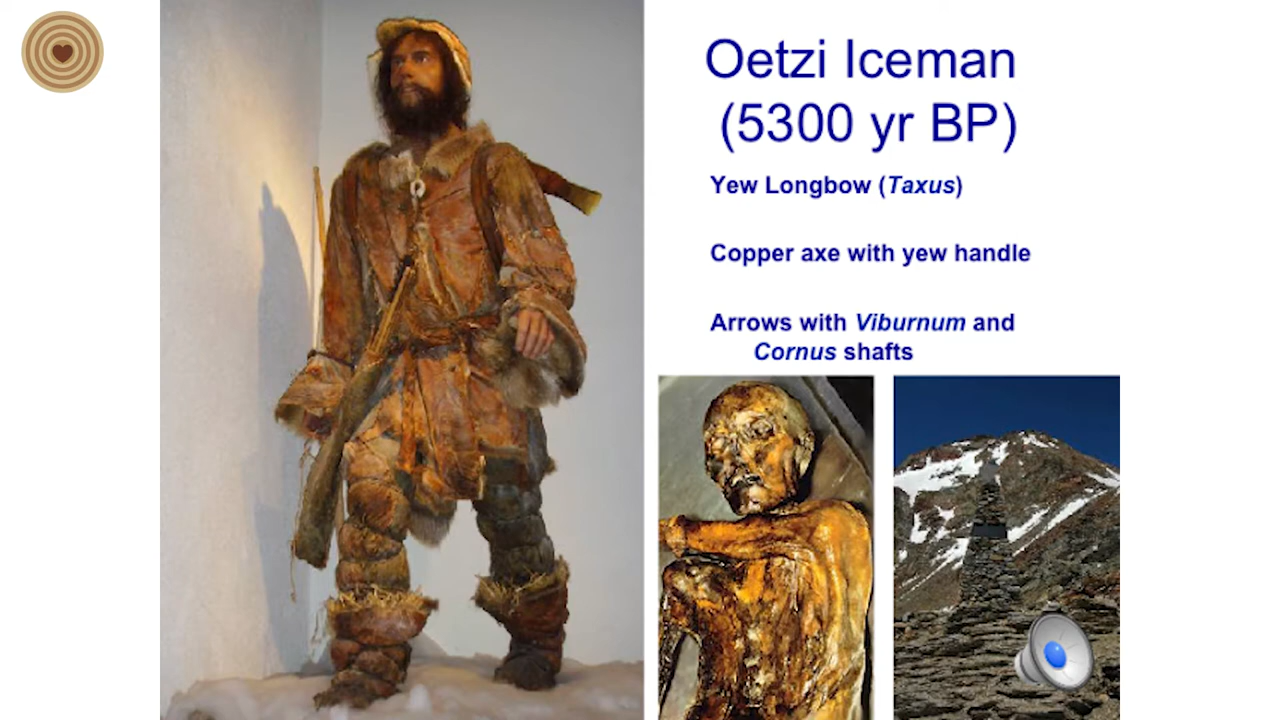 Oetzi Iceman
(5300 yr BP)
Yew Longbow (Taxus)
Copper axe with yew handle
Arrows with Viburnum and
Cornus shafts